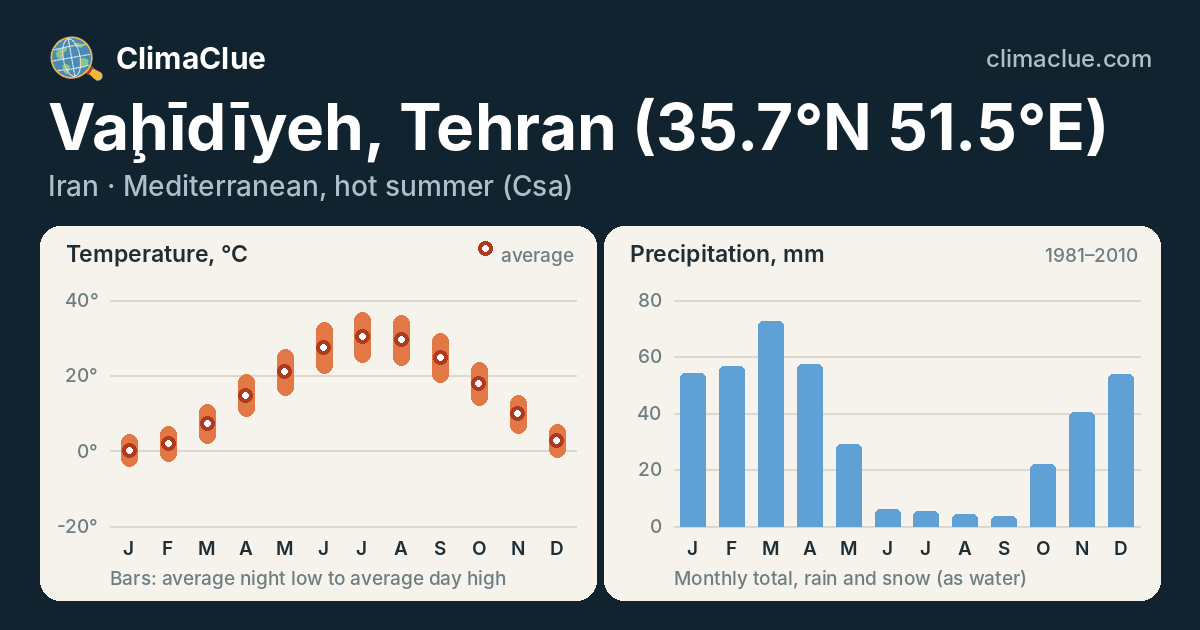 ClimaClue
climaclue.com
Vaḩīdīyeh, Tehran (35.7°N 51.5°E)
Iran · Mediterranean, hot summer (Csa)
Temperature, °C
average
40°
20°
0°
-20°
J F M A M J J A S O N D
Bars: average night low to average day high
Precipitation, mm
1981–2010
80
60
40
20
0
J F M A M J J A S O N D
Monthly total, rain and snow (as water)